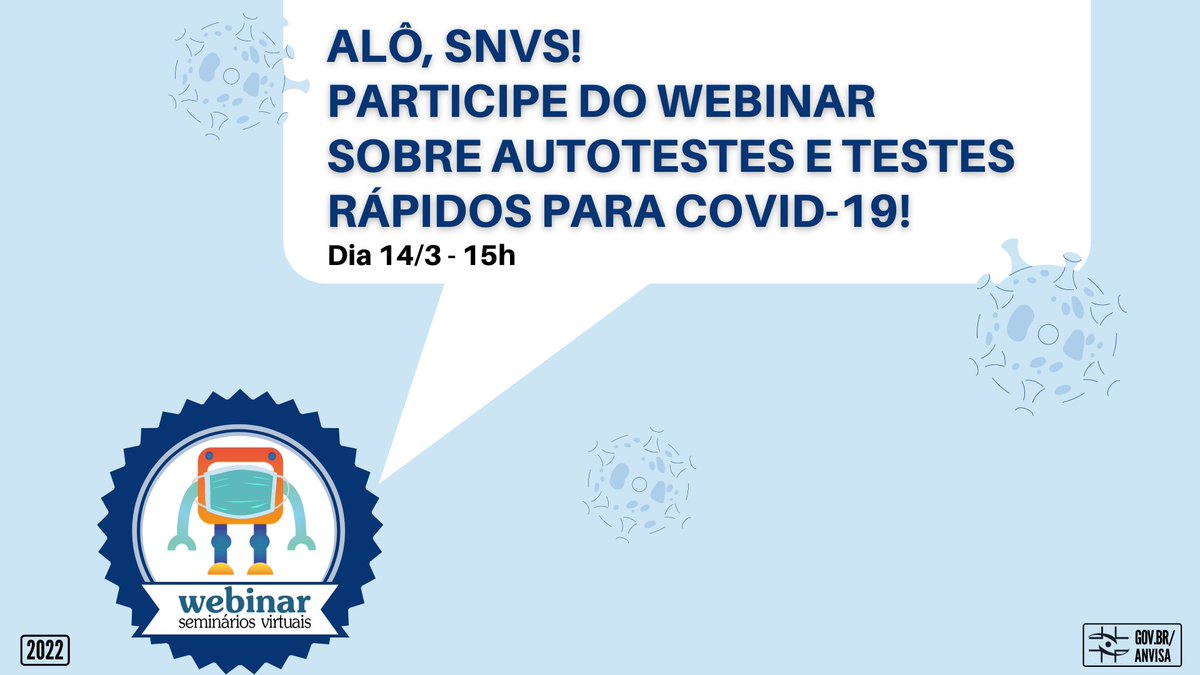 ALÔ, SNVS!
PARTICIPE DO WEBINAR
SOBRE AUTOTESTES E TESTES
RÁPIDOS PARA COVID-19!
Dia 14/3 - 15h
webinar
seminários virtuais
2022
GOV.BR/
ANVISA